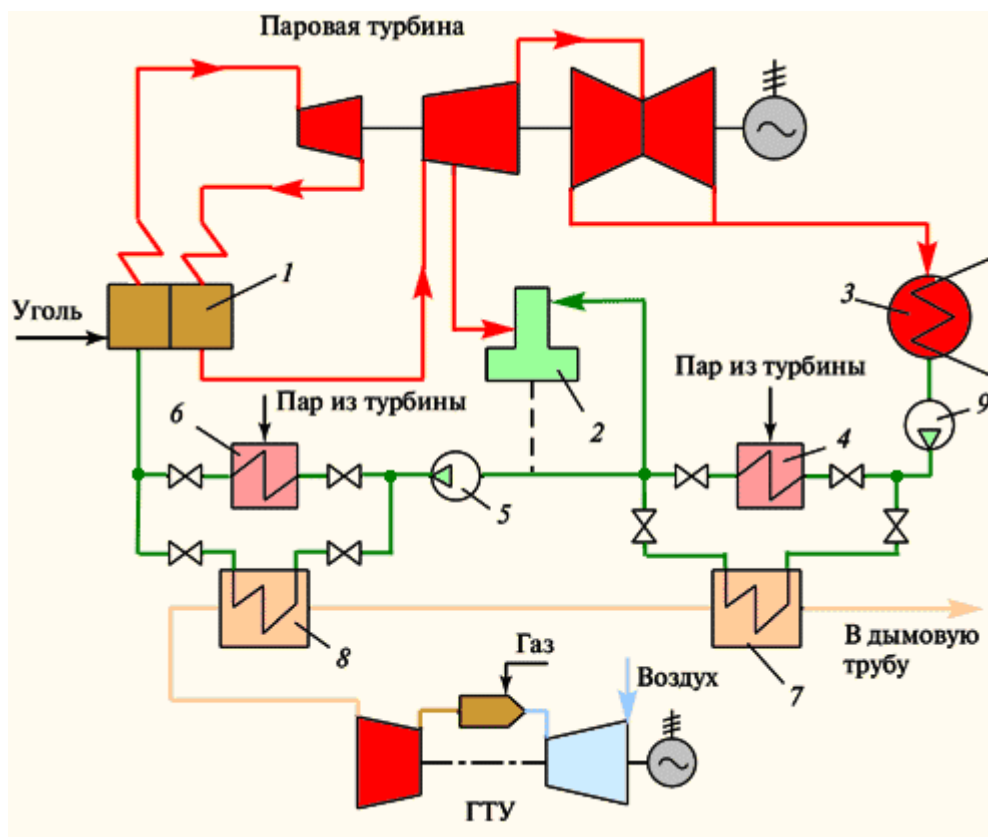 Паровая турбина
1
Уголь
3
2
Пар из турбины
9
Пар из турбины
6
4
5
8
7
В дымовую
трубу
Газ
Воздух
ГТУ